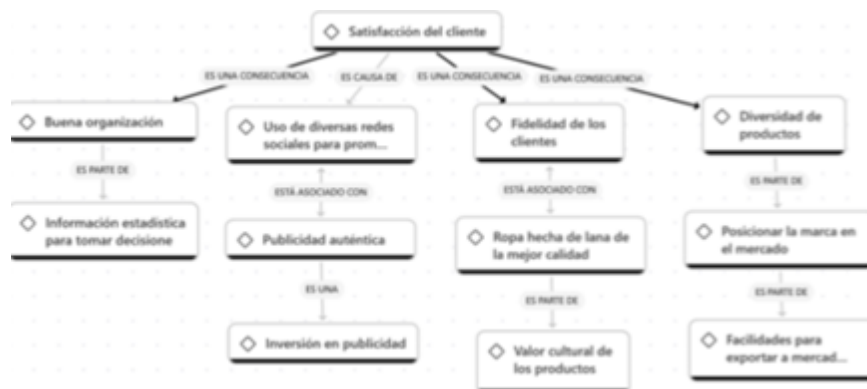 Satisfacción del cliente
ES UNA CONSECUENCIA
ES CAUSA DE
ES UNA CONSECUENCIA
ES UNA CONSECUENCIA
Buena organización
Uso de diversas redes
sociales para prom...
Fidelidad de los
clientes
Diversidad de
productos
ES PARTE DE
ESTÁ ASOCIADO CON
ESTÁ ASOCIADO CON
ES PARTE DE
Información estadística
para tomar decisione
Publicidad auténtica
Ropa hecha de lana de
la mejor calidad
Posicionar la marca en
el mercado
ES UNA
ES PARTE DE
ES PARTE DE
Inversión en publicidad
Valor cultural de
los productos
Facilidades para
exportar a mercad...